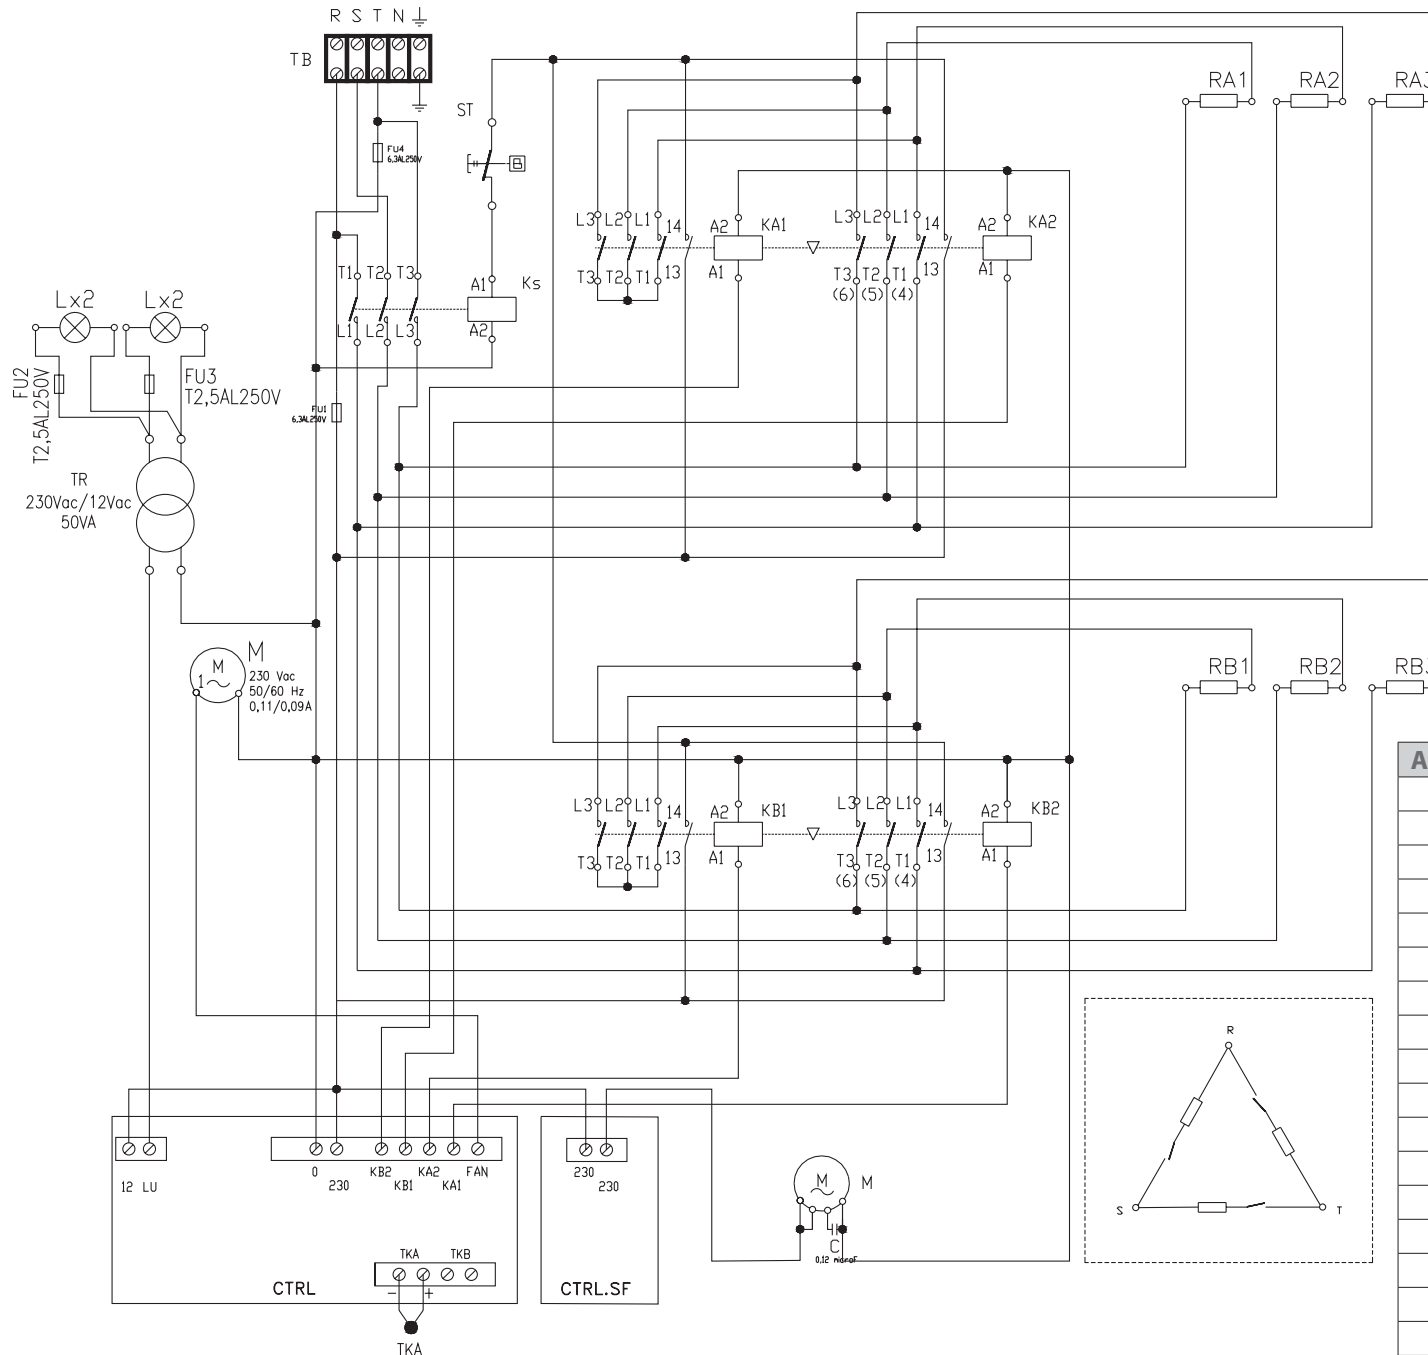 R S T N
TB
ST
B
FU4
6,3AL250V
RA1
RA2
L3 L2 L1 14
A2
KA1
L3 L2 L1 14
A2
KA2
T3 T2 T1 13
A1
T3 T2 T1 13
(6) (5) (4)
A1
T1 T2 T3
A1
Ks
L1 L2 L3
A2
Lx2
Lx2
FU2
T2,5AL250V
FU3
T2,5AL250V
FU1
6,3AL250V
TR
230Vac/12Vac
50VA
M
1
M
230 Vac
50/60 Hz
0,11/0,09A
RB1
RB2
L3 L2 L1 14
A2
KB1
L3 L2 L1 14
A2
KB2
T3 T2 T1 13
A1
T3 T2 T1 13
(6) (5) (4)
A1
A
R
S
T
12 LU
0
230
KB2
KB1
KA2
KA1
FAN
230
230
TKA
TKB
- +
CTRL
CTRL.SF
TKA
M
M
C
0,12 microF